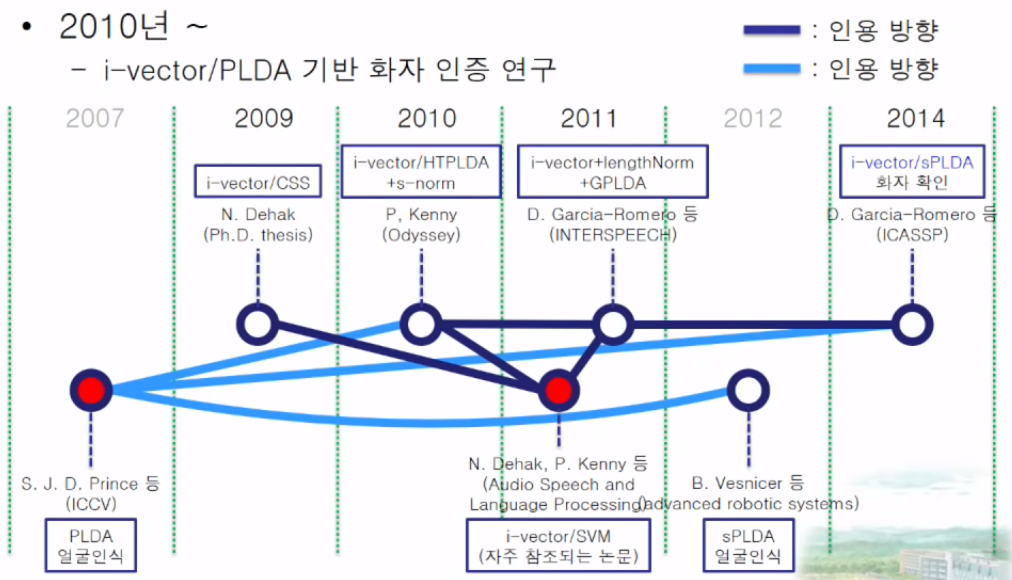 • 2010년 ~
– i-vector/PLDA 기반 화자 인증 연구
: 인용 방향
: 인용 방향
2007
2009
2010
2011
2012
2014
i-vector/CSS
N. Dehak
(Ph.D. thesis)
i-vector/HTPLDA
+s-norm
P, Kenny
(Odyssey)
i-vector+lengthNorm
+GPLDA
D. Garcia-Romero 등
(INTERSPEECH)
i-vector/sPLDA
화자 확인
D. Garcia-Romero 등
(ICASSP)
S. J. D. Prince 등
(ICCV)
PLDA
얼굴인식
N. Dehak, P. Kenny 등
(Audio Speech and
Language Processing)
i-vector/SVM
(자주 참조되는 논문)
B. Vesnicer 등
(advanced robotic systems)
sPLDA
얼굴인식